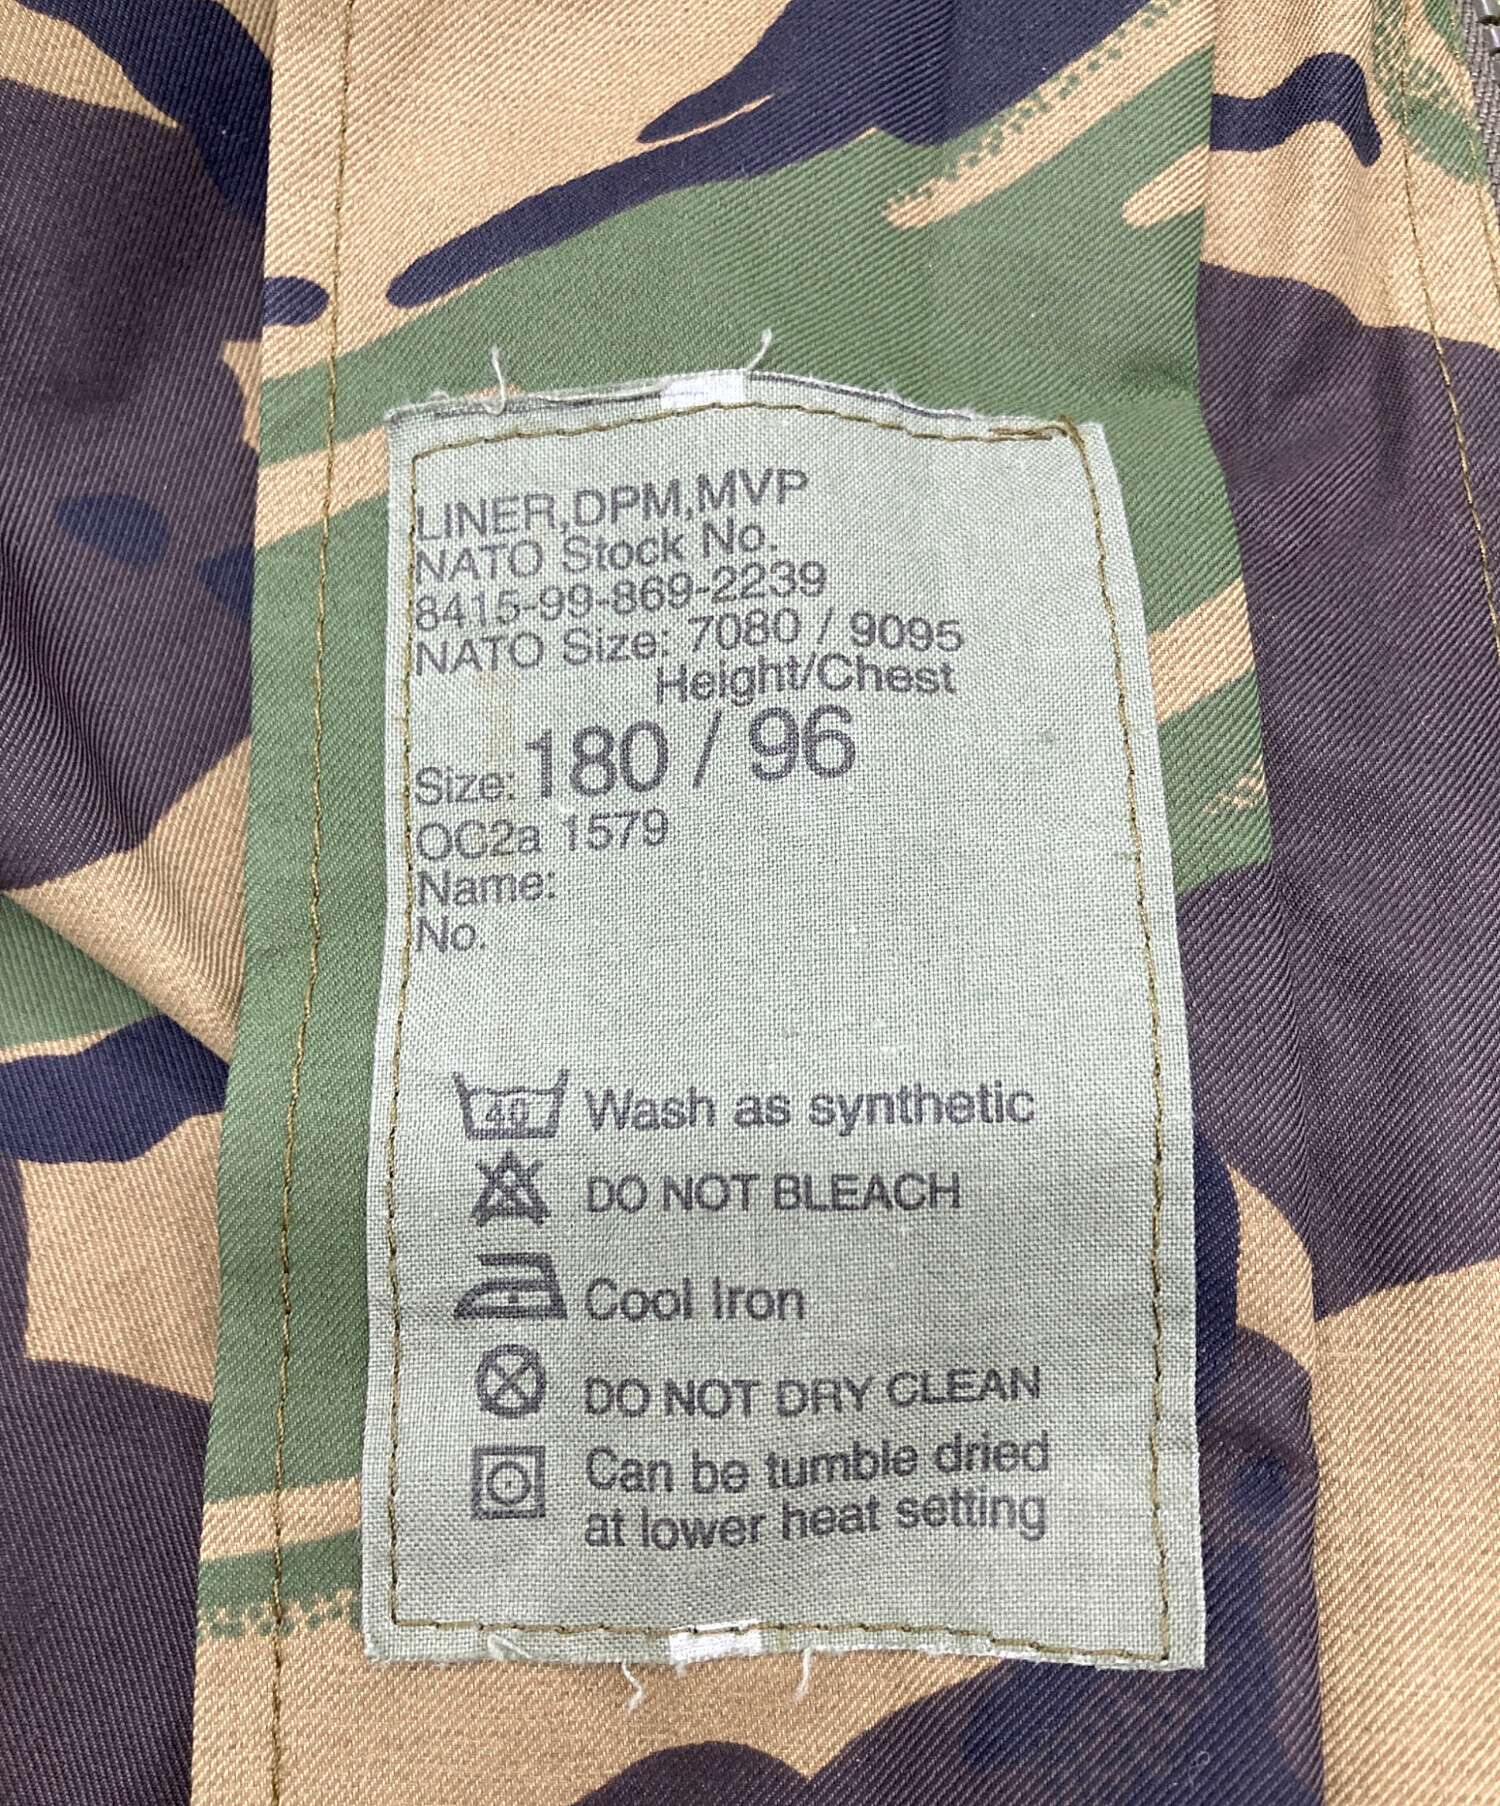 LINER,DPM,MVP
NATO Stock No.
8415-99-869-2239
NATO Size: 7080 / 9095
Height/Chest
Size: 180 / 96
OC2a 1579
Name:
No.
40 Wash as synthetic
DO NOT BLEACH
Cool Iron
DO NOT DRY CLEAN
Can be tumble dried
at lower heat setting